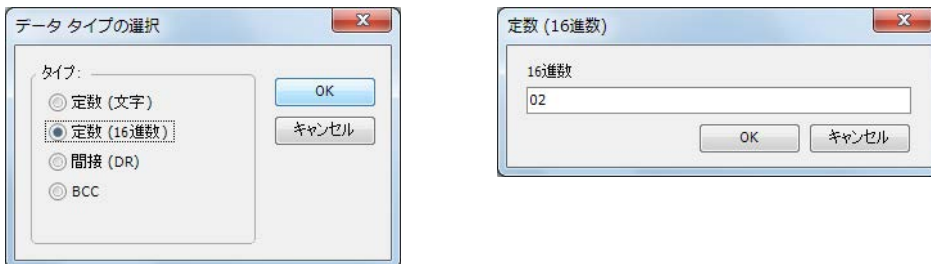 データ タイプの選択
タイプ:
定数 (文字)
定数 (16進数)
間接 (DR)
BCC
OK
キャンセル
定数 (16進数)
16進数
02
OK
キャンセル